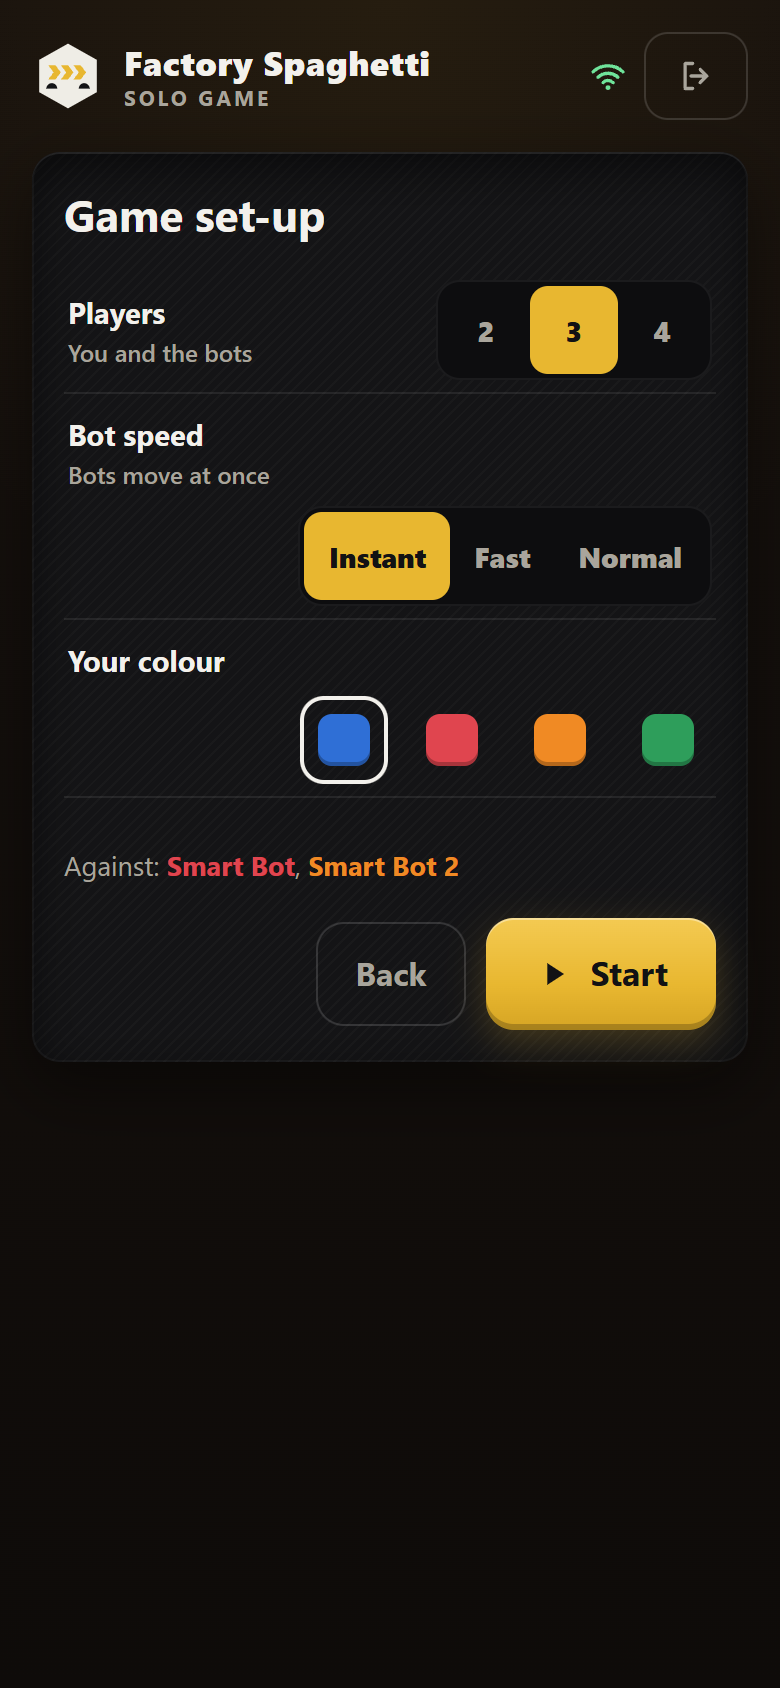 Factory Spaghetti
SOLO GAME
Game set-up
Players
You and the bots
2 3 4
Bot speed
Bots move at once
Instant Fast Normal
Your colour
Against: Smart Bot, Smart Bot 2
Back Start